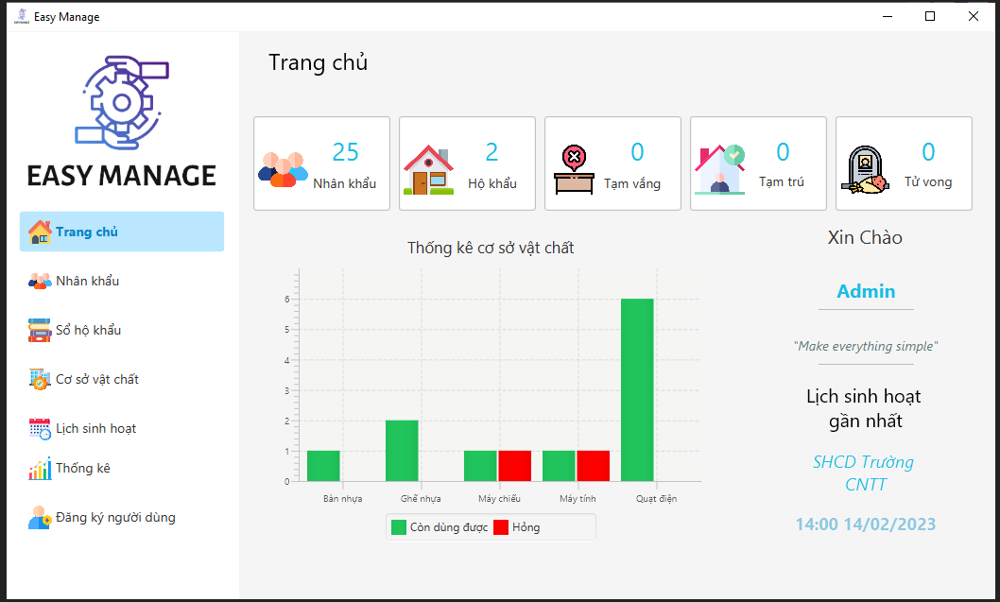 Easy Manage
EASY MANAGE
Trang chủ
Nhân khẩu
Sổ hộ khẩu
Cơ sở vật chất
Lịch sinh hoạt
Thống kê
Đăng ký người dùng
Trang chủ
25
Nhân khẩu
2
Hộ khẩu
0
Tạm vắng
0
Tạm trú
0
Tử vong
Thống kê cơ sở vật chất
6
5
4
3
2
1
0
Bàn nhựa
Ghế nhựa
Máy chiếu
Máy tính
Quạt điện
Còn dùng được
Hỏng
Xin Chào
Admin
"Make everything simple"
Lịch sinh hoạt
gần nhất
SHCD Trường
CNTT
14:00 14/02/2023